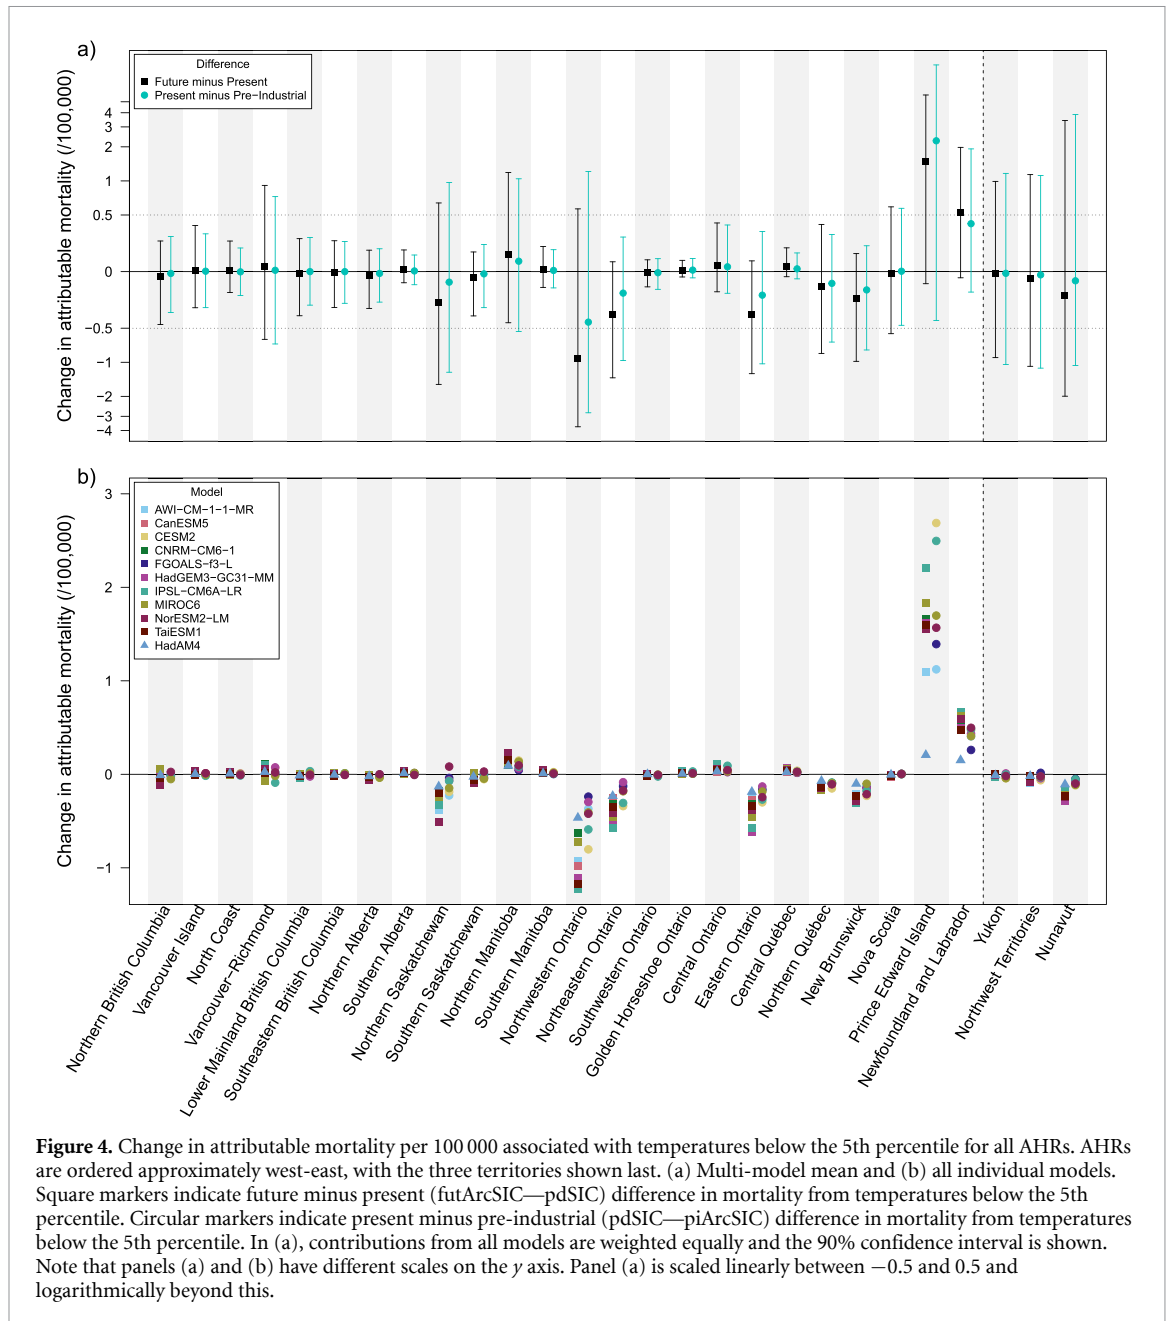 a)
Difference
Future minus Present
Present minus Pre−Industrial
Change in attributable mortality (/100,000)
4
3
2
1
0.5
0
−0.5
−1
−2
−3
−4
b)
Model
AWI−CM−1−1−MR
CanESM5
CESM2
CNRM−CM6−1
FGOALS−f3−L
HadGEM3−GC31−MM
IPSL−CM6A−LR
MIROC6
NorESM2−LM
TaiESM1
HadAM4
Change in attributable mortality (/100,000)
3
2
1
0
−1
Northern British Columbia
Vancouver Island
North Coast
Vancouver−Richmond
Lower Mainland British Columbia
Southeastern British Columbia
Northern Alberta
Southern Alberta
Northern Saskatchewan
Southern Saskatchewan
Northern Manitoba
Southern Manitoba
Northwestern Ontario
Northeastern Ontario
Southwestern Ontario
Golden Horseshoe Ontario
Central Ontario
Eastern Ontario
Central Québec
Northern Québec
New Brunswick
Nova Scotia
Prince Edward Island
Newfoundland and Labrador
Yukon
Northwest Territories
Nunavut
Figure 4. Change in attributable mortality per 100 000 associated with temperatures below the 5th percentile for all AHRs. AHRs
are ordered approximately west-east, with the three territories shown last. (a) Multi-model mean and (b) all individual models.
Square markers indicate future minus present (futArcSIC—pdSIC) difference in mortality from temperatures below the 5th
percentile. Circular markers indicate present minus pre-industrial (pdSIC—piArcSIC) difference in mortality from temperatures
below the 5th percentile. In (a), contributions from all models are weighted equally and the 90% confidence interval is shown.
Note that panels (a) and (b) have different scales on the y axis. Panel (a) is scaled linearly between −0.5 and 0.5 and
logarithmically beyond this.